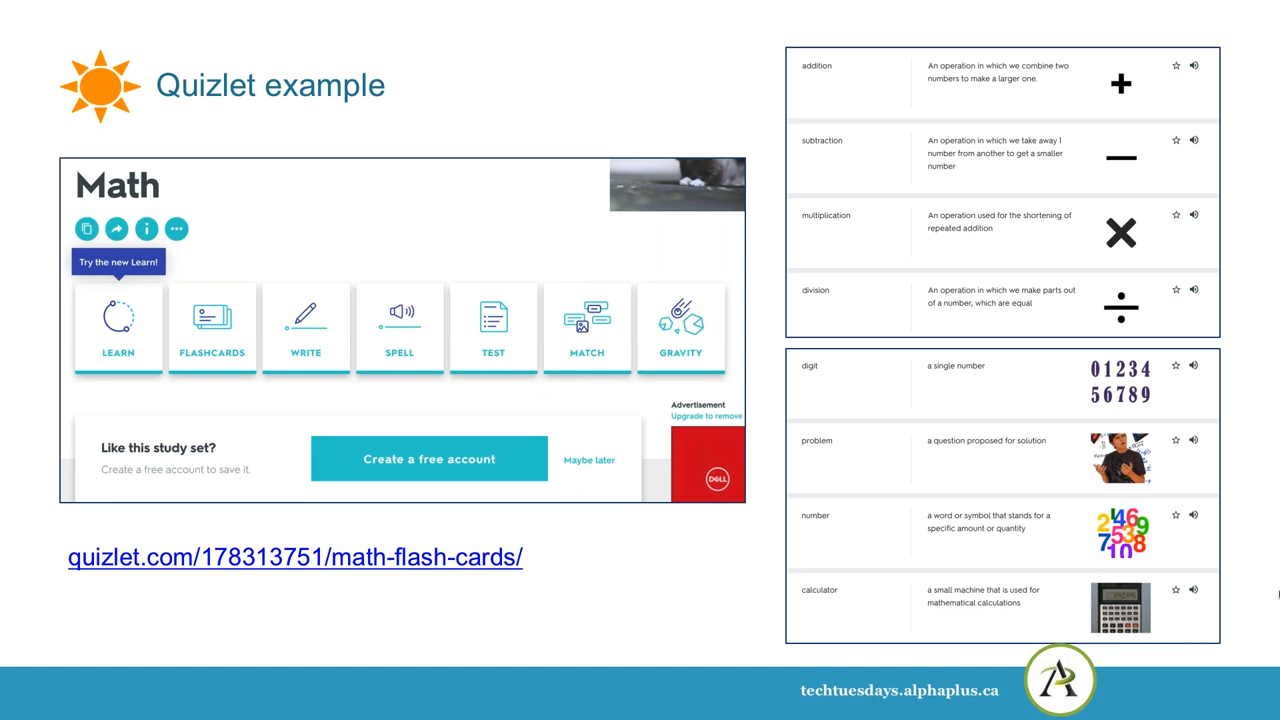 Quizlet example
Math
Try the new Learn!
LEARN
FLASHCARDS
WRITE
SPELL
TEST
MATCH
GRAVITY
Advertisement
Upgrade to remove
Like this study set?
Create a free account to save it.
Create a free account
Maybe later
DELL
quizlet.com/178313751/math-flash-cards/
addition
An operation in which we combine two
numbers to make a larger one.
+
subtraction
An operation in which we take away 1
number from another to get a smaller
number
−
multiplication
An operation used for the shortening of
repeated addition
×
division
An operation in which we make parts out
of a number, which are equal
÷
digit
a single number
0 1 2 3 4
5 6 7 8 9
problem
a question proposed for solution
number
a word or symbol that stands for a
specific amount or quantity
calculator
a small machine that is used for
mathematical calculations
techtuesdays.alphaplus.ca